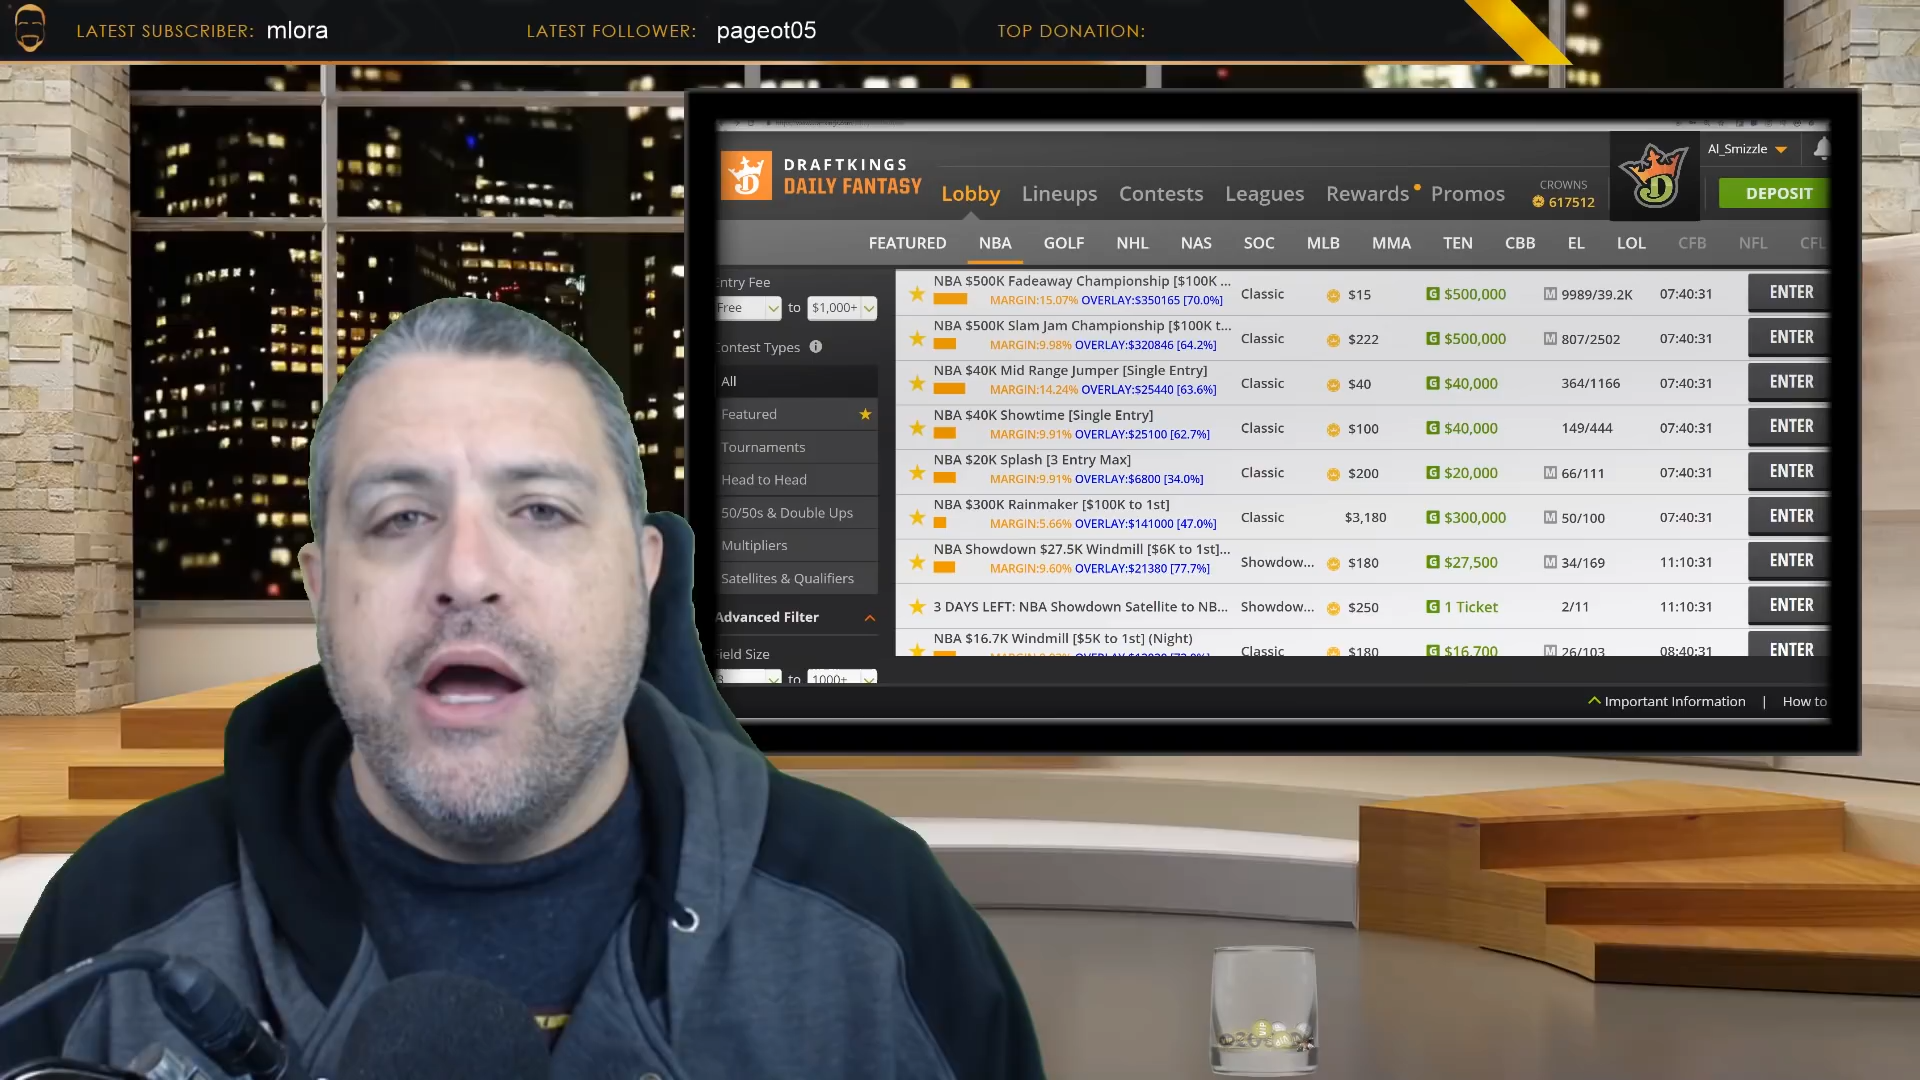 LATEST SUBSCRIBER: mlora
LATEST FOLLOWER: pageot05
TOP DONATION:
DRAFTKINGS
DAILY FANTASY
Lobby Lineups Contests Leagues Rewards Promos
CROWNS
617512
Al_Smizzle
DEPOSIT
FEATURED NBA GOLF NHL NAS SOC MLB MMA TEN CBB EL LOL CFB NFL CFL
Entry Fee
Free to $1,000+
Contest Types
All
Featured
Tournaments
Head to Head
50/50s & Double Ups
Multipliers
Satellites & Qualifiers
Advanced Filter
Field Size
3 to 1000+
NBA $500K Fadeaway Championship [$100K ... Classic $15 G $500,000 M 9989/39.2K 07:40:31 ENTER
MARGIN:15.07% OVERLAY:$350165 [70.0%]
NBA $500K Slam Jam Championship [$100K t... Classic $222 G $500,000 M 807/2502 07:40:31 ENTER
MARGIN:9.98% OVERLAY:$320846 [64.2%]
NBA $40K Mid Range Jumper [Single Entry] Classic $40 G $40,000 364/1166 07:40:31 ENTER
MARGIN:14.24% OVERLAY:$25440 [63.6%]
NBA $40K Showtime [Single Entry] Classic $100 G $40,000 149/444 07:40:31 ENTER
MARGIN:9.91% OVERLAY:$25100 [62.7%]
NBA $20K Splash [3 Entry Max] Classic $200 G $20,000 M 66/111 07:40:31 ENTER
MARGIN:9.91% OVERLAY:$6800 [34.0%]
NBA $300K Rainmaker [$100K to 1st] Classic $3,180 G $300,000 M 50/100 07:40:31 ENTER
MARGIN:5.66% OVERLAY:$141000 [47.0%]
NBA Showdown $27.5K Windmill [$6K to 1st]... Showdow... $180 G $27,500 M 34/169 11:10:31 ENTER
MARGIN:9.60% OVERLAY:$21380 [77.7%]
3 DAYS LEFT: NBA Showdown Satellite to NB... Showdow... $250 G 1 Ticket 2/11 11:10:31 ENTER
NBA $16.7K Windmill [$5K to 1st] (Night) Classic $180 G $16,700 M 26/103 08:40:31 ENTER
Important Information | How to